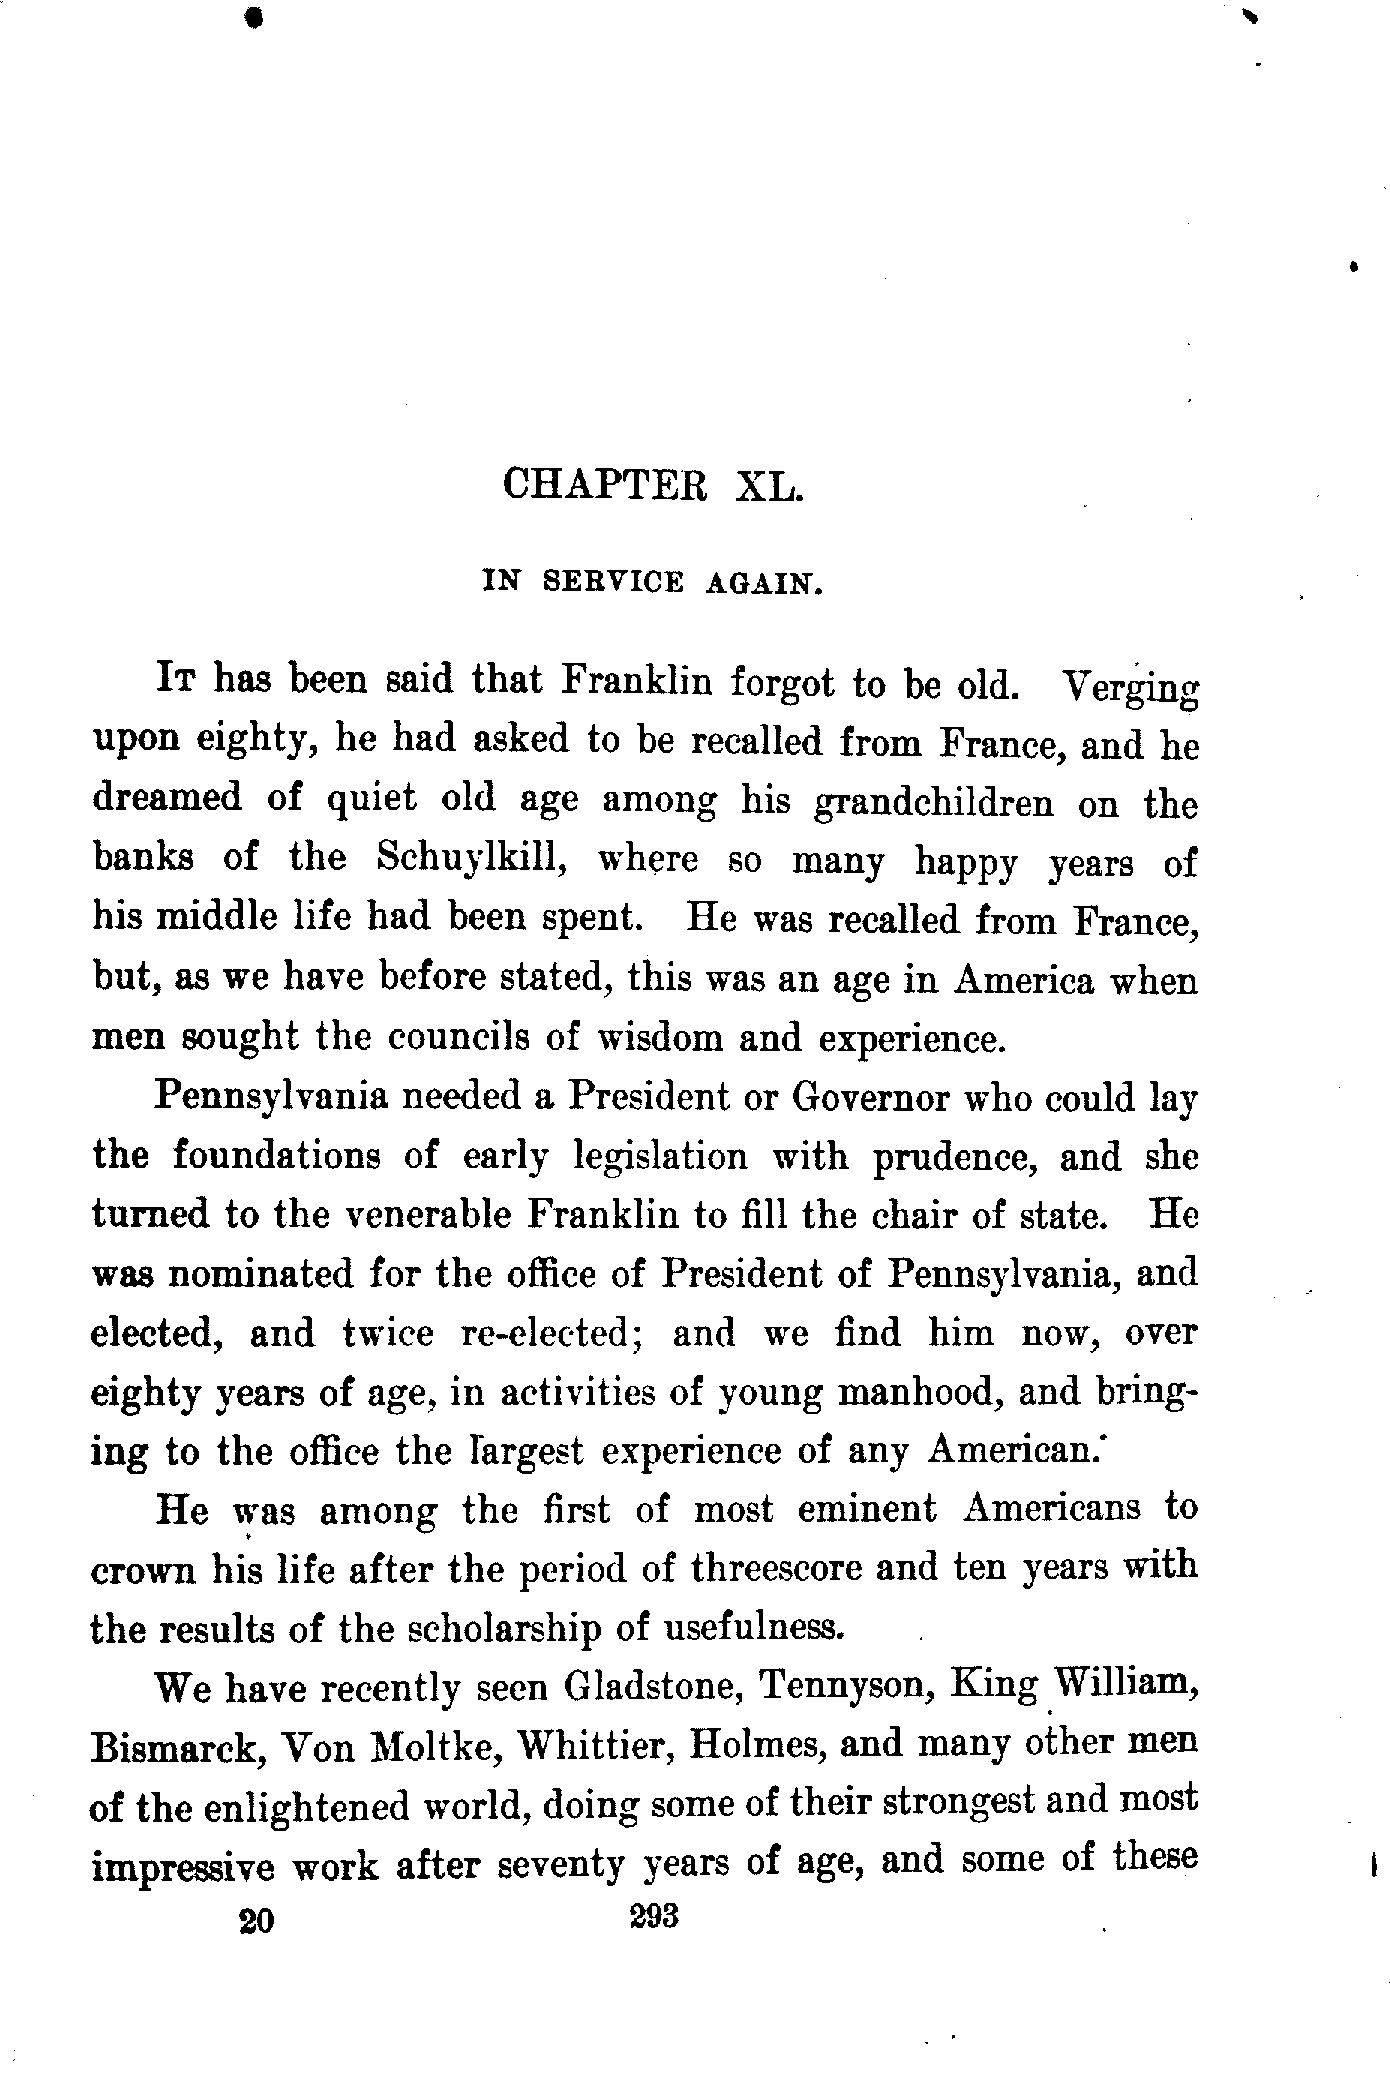 CHAPTER XL.
IN SERVICE AGAIN.
IT has been said that Franklin forgot to be old. Verging
upon eighty, he had asked to be recalled from France, and he
dreamed of quiet old age among his grandchildren on the
banks of the Schuylkill, where so many happy years of
his middle life had been spent. He was recalled from France,
but, as we have before stated, this was an age in America when
men sought the councils of wisdom and experience.
Pennsylvania needed a President or Governor who could lay
the foundations of early legislation with prudence, and she
turned to the venerable Franklin to fill the chair of state. He
was nominated for the office of President of Pennsylvania, and
elected, and twice re-elected; and we find him now, over
eighty years of age, in activities of young manhood, and bring-
ing to the office the largest experience of any American.
He was among the first of most eminent Americans to
crown his life after the period of threescore and ten years with
the results of the scholarship of usefulness.
We have recently seen Gladstone, Tennyson, King William,
Bismarck, Von Moltke, Whittier, Holmes, and many other men
of the enlightened world, doing some of their strongest and most
impressive work after seventy years of age, and some of these
20 293